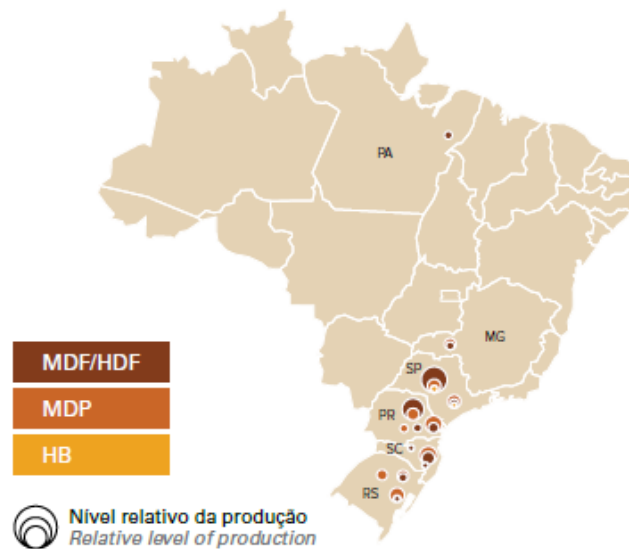 PA
MG
SP
PR
SC
RS
MDF/HDF
MDP
HB
Nível relativo da produção
Relative level of production